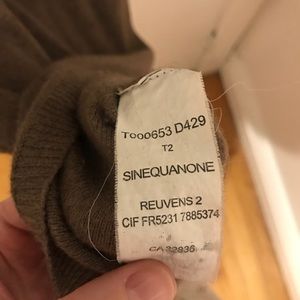 T000653 D429
T2
SINEQUANONE
REUVENS 2
CIF FR5231 7885374